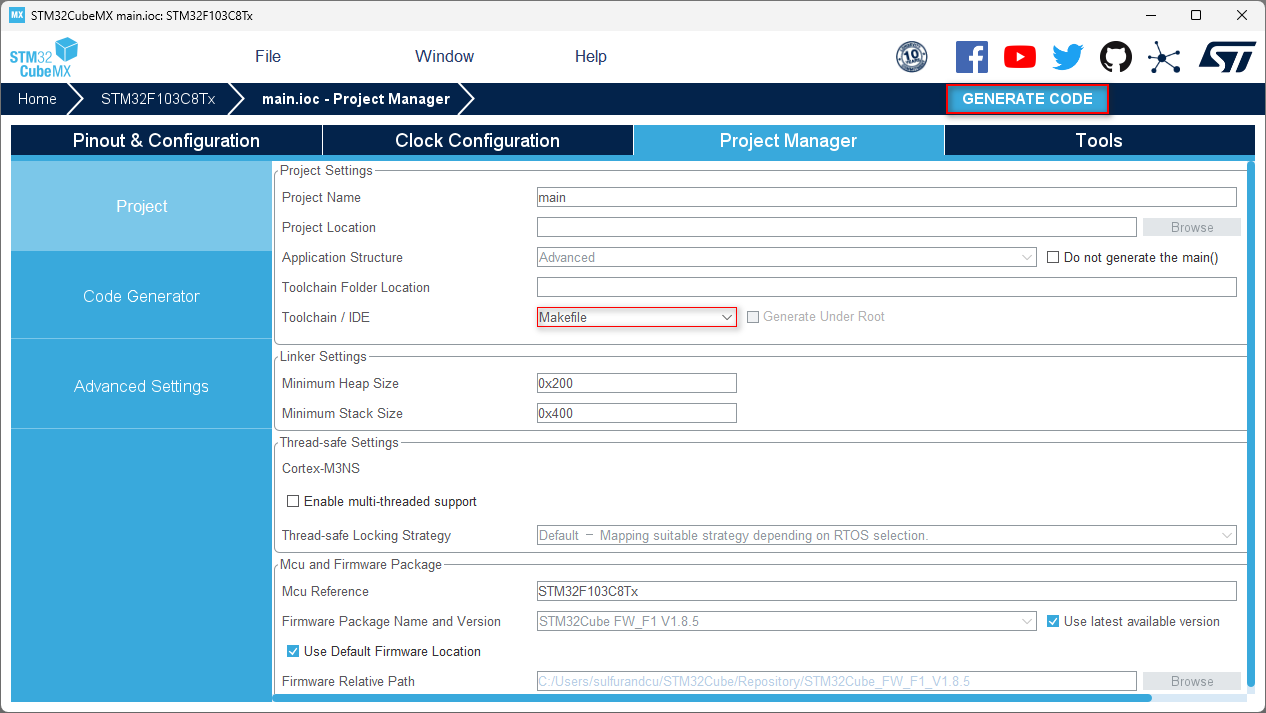 MX STM32CubeMX main.ioc: STM32F103C8Tx
STM32 CubeMX
File Window Help
10
ST
Home STM32F103C8Tx main.ioc - Project Manager GENERATE CODE
Pinout & Configuration Clock Configuration Project Manager Tools
Project
Code Generator
Advanced Settings
Project Settings
Project Name main
Project Location Browse
Application Structure Advanced Do not generate the main()
Toolchain Folder Location
Toolchain / IDE Makefile Generate Under Root
Linker Settings
Minimum Heap Size 0x200
Minimum Stack Size 0x400
Thread-safe Settings
Cortex-M3NS
Enable multi-threaded support
Thread-safe Locking Strategy Default – Mapping suitable strategy depending on RTOS selection.
Mcu and Firmware Package
Mcu Reference STM32F103C8Tx
Firmware Package Name and Version STM32Cube FW_F1 V1.8.5 Use latest available version
Use Default Firmware Location
Firmware Relative Path C:/Users/sulfurandcu/STM32Cube/Repository/STM32Cube_FW_F1_V1.8.5 Browse